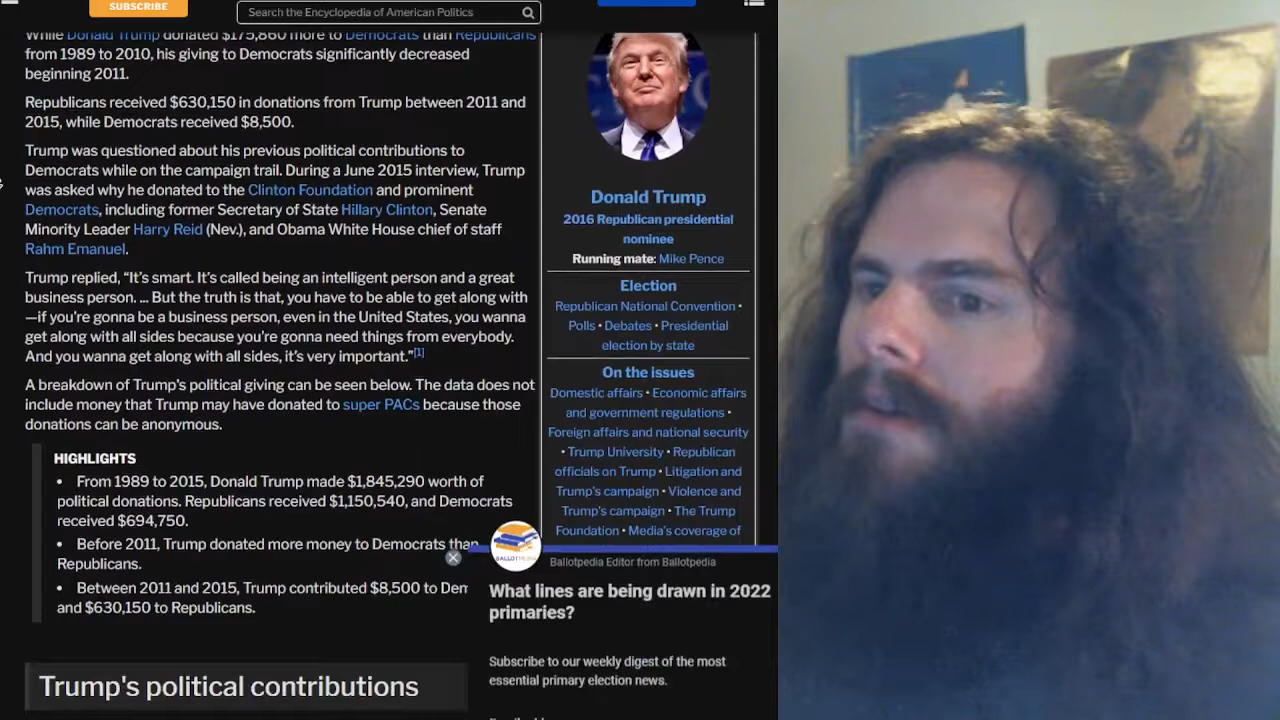 SUBSCRIBE
Search the Encyclopedia of American Politics
While Donald Trump donated $175,860 more to Democrats than Republicans
from 1989 to 2010, his giving to Democrats significantly decreased
beginning 2011.
Republicans received $630,150 in donations from Trump between 2011 and
2015, while Democrats received $8,500.
Trump was questioned about his previous political contributions to
Democrats while on the campaign trail. During a June 2015 interview, Trump
was asked why he donated to the Clinton Foundation and prominent
Democrats, including former Secretary of State Hillary Clinton, Senate
Minority Leader Harry Reid (Nev.), and Obama White House chief of staff
Rahm Emanuel.
Trump replied, “It's smart. It's called being an intelligent person and a great
business person. ... But the truth is that, you have to be able to get along with
—if you're gonna be a business person, even in the United States, you wanna
get along with all sides because you're gonna need things from everybody.
And you wanna get along with all sides, it's very important.”[1]
A breakdown of Trump's political giving can be seen below. The data does not
include money that Trump may have donated to super PACs because those
donations can be anonymous.
HIGHLIGHTS
• From 1989 to 2015, Donald Trump made $1,845,290 worth of
political donations. Republicans received $1,150,540, and Democrats
received $694,750.
• Before 2011, Trump donated more money to Democrats than
Republicans.
• Between 2011 and 2015, Trump contributed $8,500 to Dem
and $630,150 to Republicans.
Trump's political contributions
Donald Trump
2016 Republican presidential
nominee
Running mate: Mike Pence
Election
Republican National Convention •
Polls • Debates • Presidential
election by state
On the issues
Domestic affairs • Economic affairs
and government regulations •
Foreign affairs and national security
• Trump University • Republican
officials on Trump • Litigation and
Trump's campaign • Violence and
Trump's campaign • The Trump
Foundation • Media's coverage of
Ballotpedia Editor from Ballotpedia
What lines are being drawn in 2022
primaries?
Subscribe to our weekly digest of the most
essential primary election news.